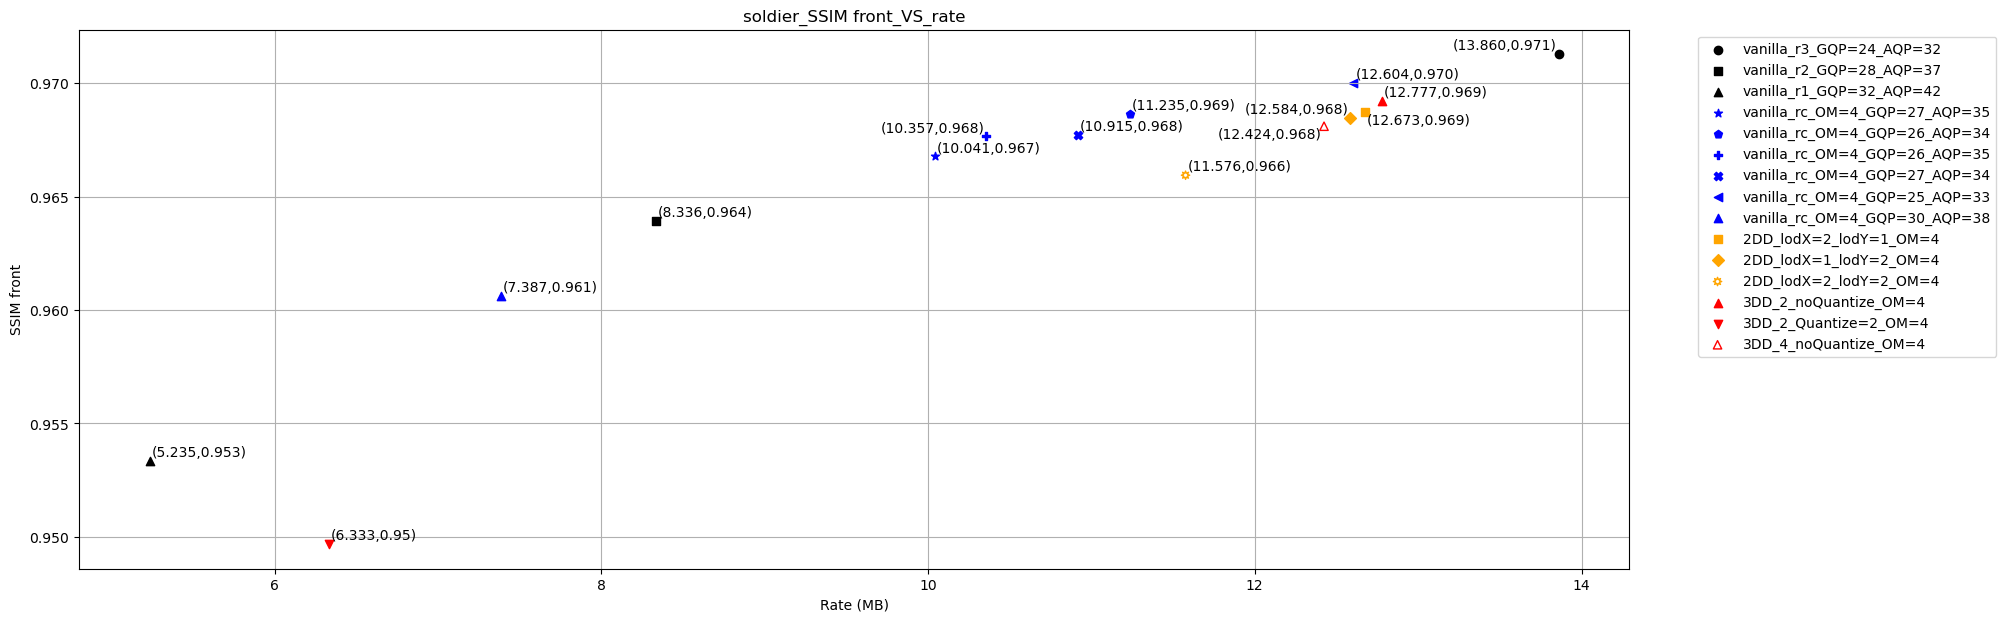 soldier_SSIM front_VS_rate
SSIM front
0.970
0.965
0.960
0.955
0.950
(13.860,0.971)
(12.604,0.970)
(12.777,0.969)
(11.235,0.969)
(12.584,0.968)
(12.673,0.969)
(10.357,0.968)
(10.915,0.968)
(12.424,0.968)
(10.041,0.967)
(11.576,0.966)
(8.336,0.964)
(7.387,0.961)
(5.235,0.953)
(6.333,0.95)
6
8
10
12
14
Rate (MB)
vanilla_r3_GQP=24_AQP=32
vanilla_r2_GQP=28_AQP=37
vanilla_r1_GQP=32_AQP=42
vanilla_rc_OM=4_GQP=27_AQP=35
vanilla_rc_OM=4_GQP=26_AQP=34
vanilla_rc_OM=4_GQP=26_AQP=35
vanilla_rc_OM=4_GQP=27_AQP=34
vanilla_rc_OM=4_GQP=25_AQP=33
vanilla_rc_OM=4_GQP=30_AQP=38
2DD_lodX=2_lodY=1_OM=4
2DD_lodX=1_lodY=2_OM=4
2DD_lodX=2_lodY=2_OM=4
3DD_2_noQuantize_OM=4
3DD_2_Quantize=2_OM=4
3DD_4_noQuantize_OM=4